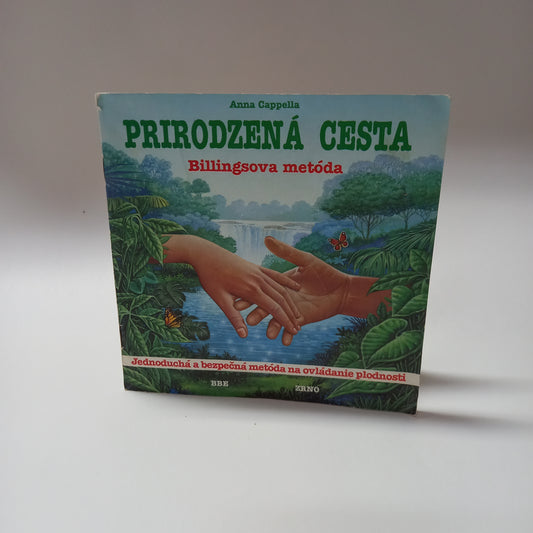 Anna Cappella
PRIRODZENÁ CESTA
Billingsova metóda
Jednoduchá a bezpečná metóda na ovládanie plodnosti
BBE ZRNO